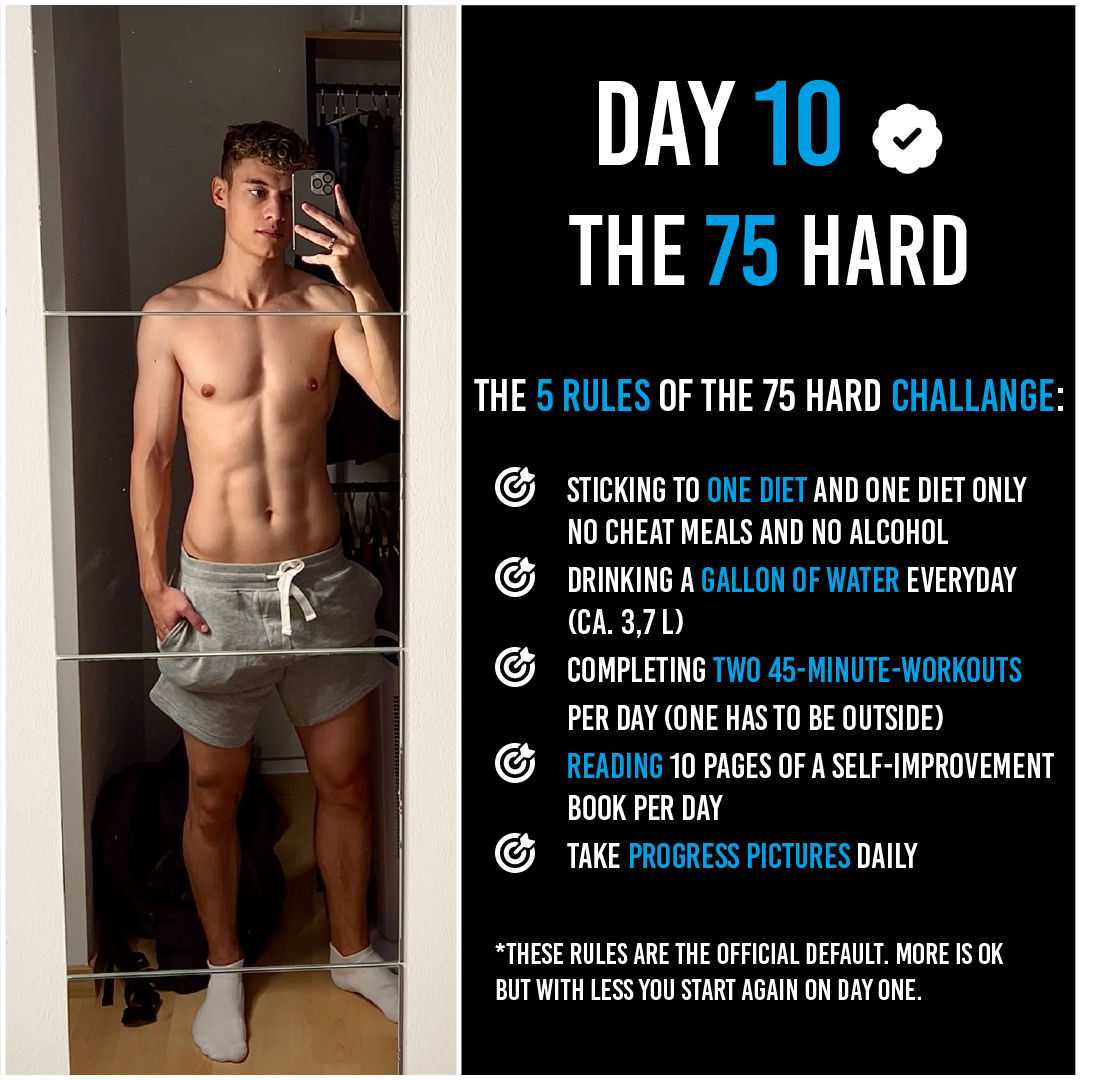 DAY 10
THE 75 HARD
THE 5 RULES OF THE 75 HARD CHALLANGE:
STICKING TO ONE DIET AND ONE DIET ONLY
NO CHEAT MEALS AND NO ALCOHOL
DRINKING A GALLON OF WATER EVERYDAY
(CA. 3,7 L)
COMPLETING TWO 45-MINUTE-WORKOUTS
PER DAY (ONE HAS TO BE OUTSIDE)
READING 10 PAGES OF A SELF-IMPROVEMENT
BOOK PER DAY
TAKE PROGRESS PICTURES DAILY
*THESE RULES ARE THE OFFICIAL DEFAULT. MORE IS OK
BUT WITH LESS YOU START AGAIN ON DAY ONE.